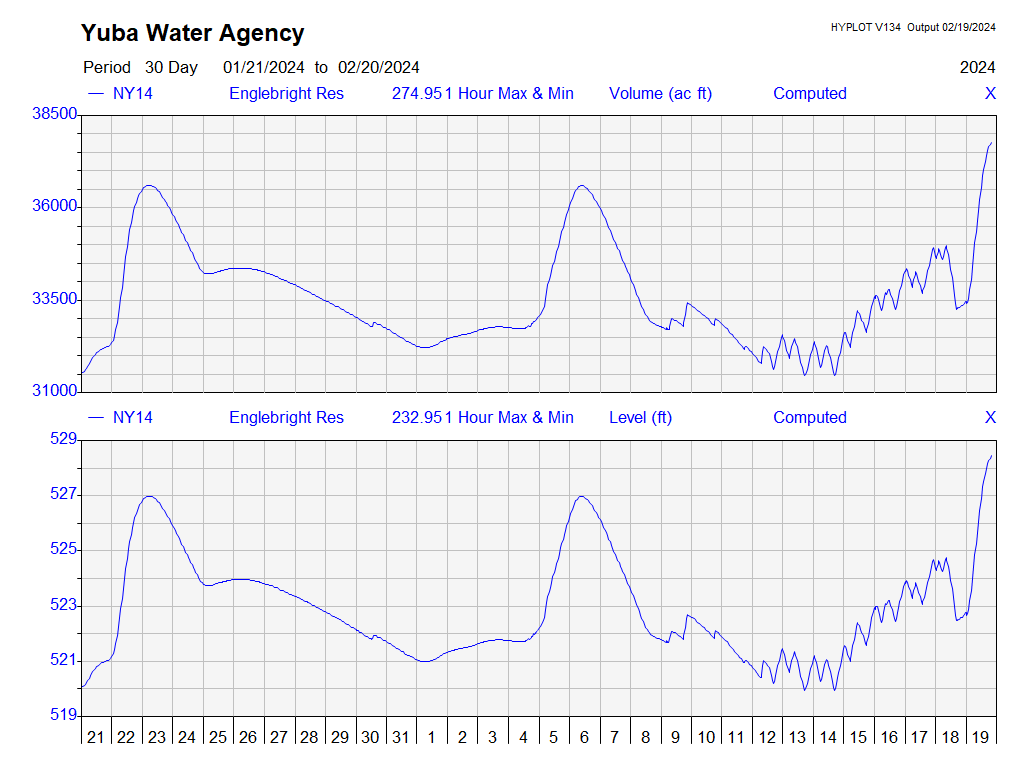 Yuba Water Agency
HYPLOT V134 Output 02/19/2024
Period 30 Day 01/21/2024 to 02/20/2024 2024
NY14 Englebright Res 274.951 Hour Max & Min Volume (ac ft) Computed X
38500
36000
33500
31000
NY14 Englebright Res 232.951 Hour Max & Min Level (ft) Computed X
529
527
525
523
521
519
21 22 23 24 25 26 27 28 29 30 31 1 2 3 4 5 6 7 8 9 10 11 12 13 14 15 16 17 18 19